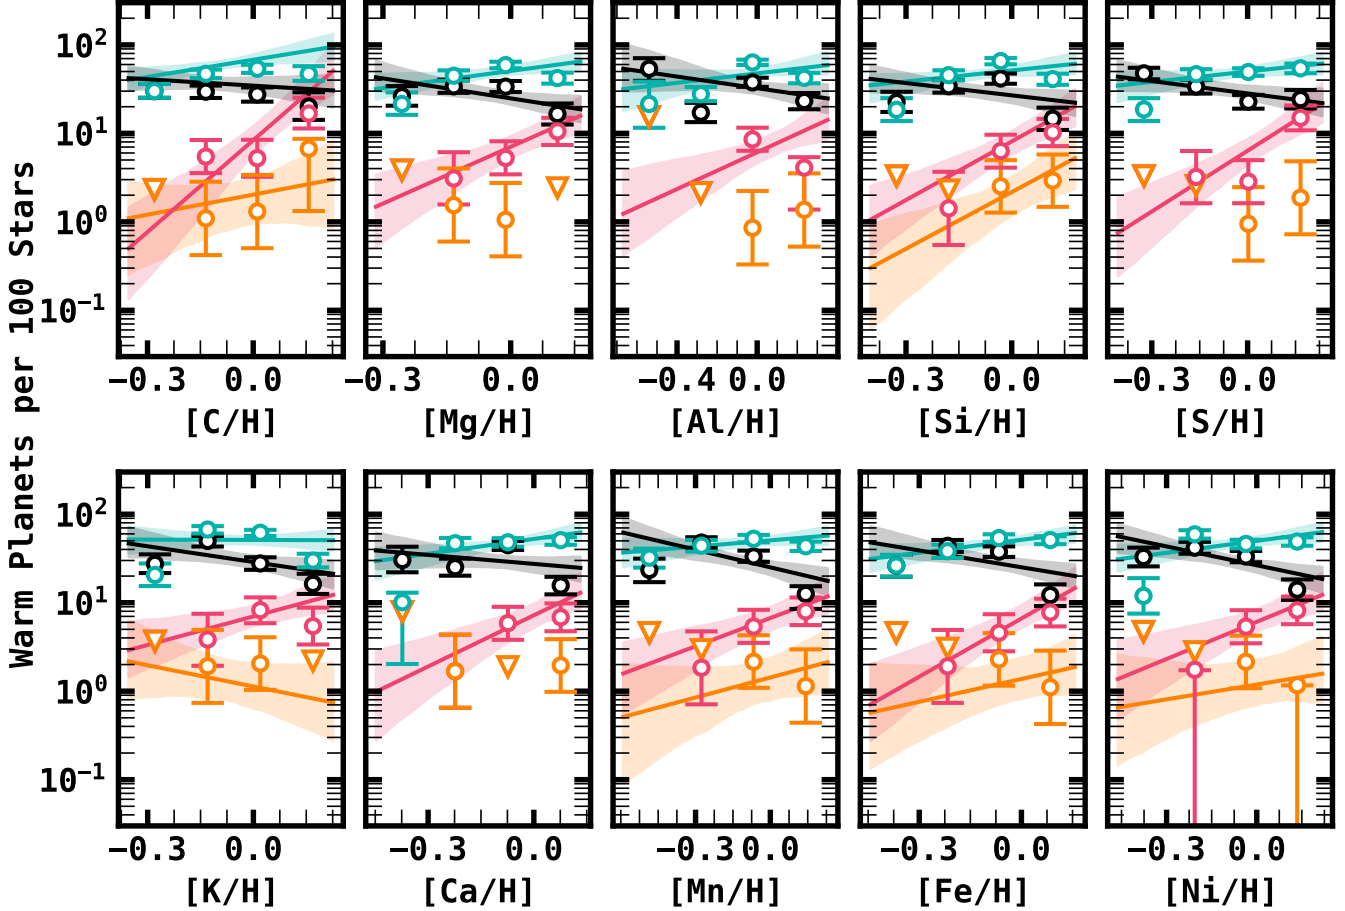 Warm Planets per 100 Stars
10²
10¹
10⁰
10⁻¹
−0.3 0.0
[C/H]
−0.3 0.0
[Mg/H]
−0.4 0.0
[Al/H]
−0.3 0.0
[Si/H]
−0.3 0.0
[S/H]
10²
10¹
10⁰
10⁻¹
−0.3 0.0
[K/H]
−0.3 0.0
[Ca/H]
−0.3 0.0
[Mn/H]
−0.3 0.0
[Fe/H]
−0.3 0.0
[Ni/H]